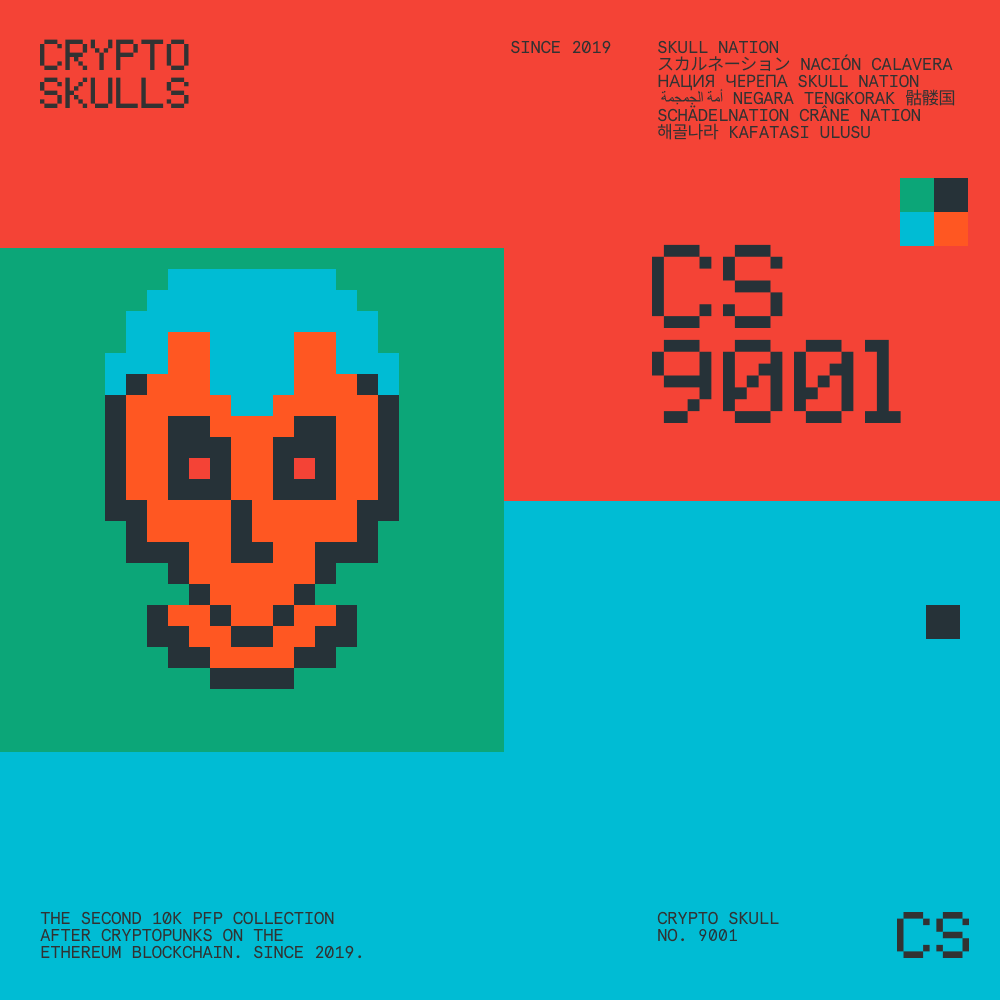 CRYPTO
SKULLS
SINCE 2019
SKULL NATION
スカルネーション NACIÓN CALAVERA
НАЦИЯ ЧЕРЕПА SKULL NATION
أمة الجمجمة NEGARA TENGKORAK 骷髅国
SCHÄDELNATION CRÂNE NATION
해골나라 KAFATASI ULUSU
CS
9001
THE SECOND 10K PFP COLLECTION
AFTER CRYPTOPUNKS ON THE
ETHEREUM BLOCKCHAIN. SINCE 2019.
CRYPTO SKULL
NO. 9001
CS